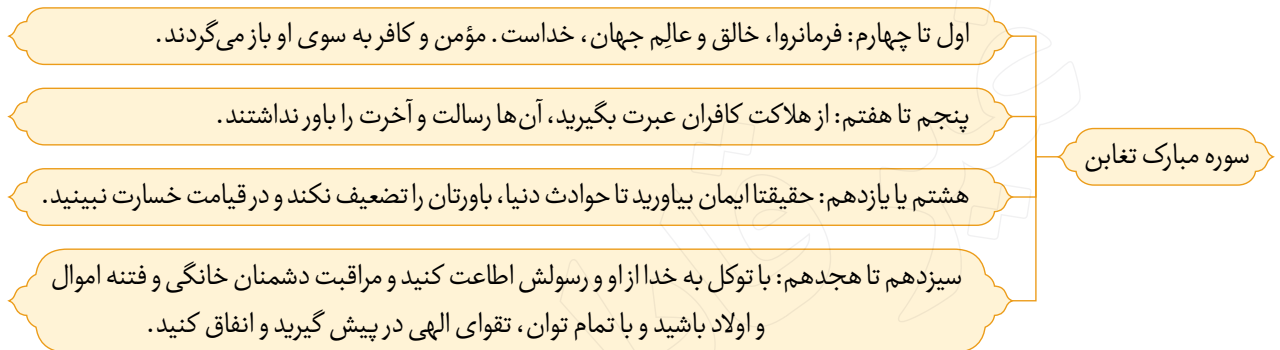 سوره مبارک تغابن
اول تا چهارم: فرمانروا، خالق و عالِم جهان، خداست. مؤمن و کافر به سوی او باز می‌گردند.
پنجم تا هفتم: از هلاکت کافران عبرت بگیرید، آن‌ها رسالت و آخرت را باور نداشتند.
هشتم یا یازدهم: حقیقتا ایمان بیاورید تا حوادث دنیا، باورتان را تضعیف نکند و در قیامت خسارت نبینید.
سیزدهم تا هجدهم: با توکل به خدا از او و رسولش اطاعت کنید و مراقبت دشمنان خانگی و فتنه اموال
و اولاد باشید و با تمام توان، تقوای الهی در پیش گیرید و انفاق کنید.